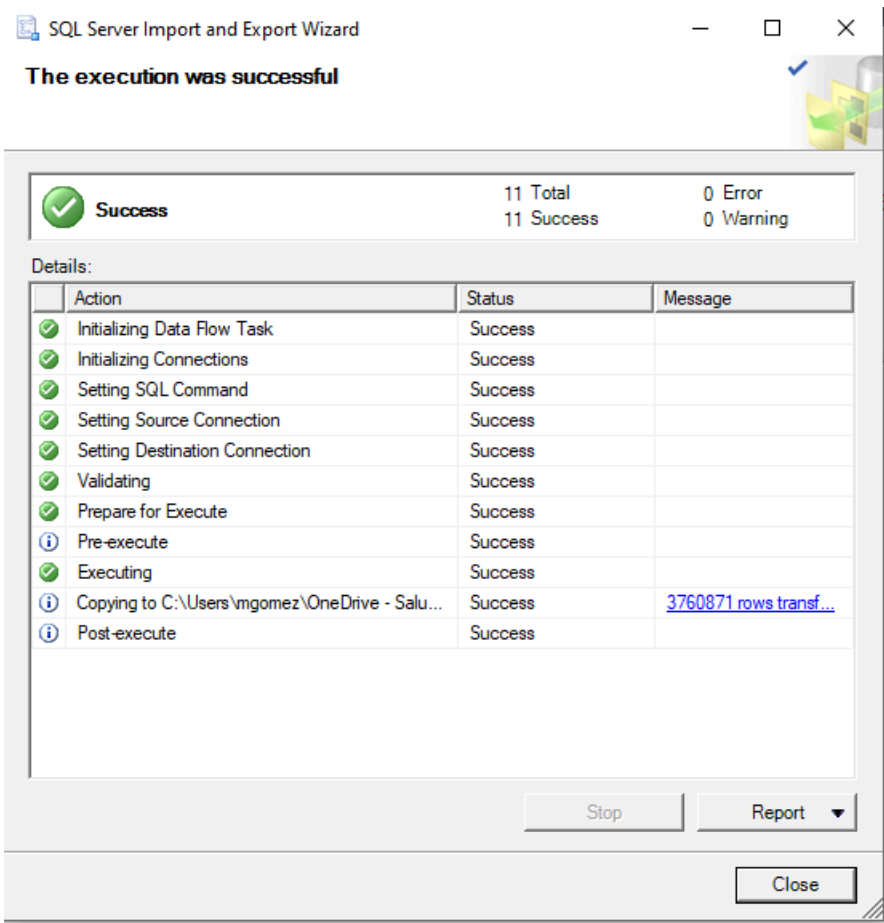 SQL Server Import and Export Wizard
The execution was successful
Success
11 Total
0 Error
11 Success
0 Warning
Details:
Action Status Message
Initializing Data Flow Task Success
Initializing Connections Success
Setting SQL Command Success
Setting Source Connection Success
Setting Destination Connection Success
Validating Success
Prepare for Execute Success
Pre-execute Success
Executing Success
Copying to C:\Users\mgomez\OneDrive - Salu... Success 3760871 rows transf...
Post-execute Success
Stop Report
Close